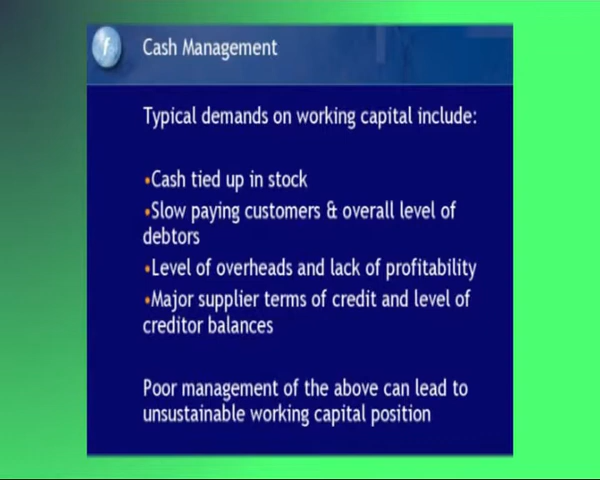 Cash Management
Typical demands on working capital include:
•Cash tied up in stock
•Slow paying customers & overall level of
debtors
•Level of overheads and lack of profitability
•Major supplier terms of credit and level of
creditor balances
Poor management of the above can lead to
unsustainable working capital position